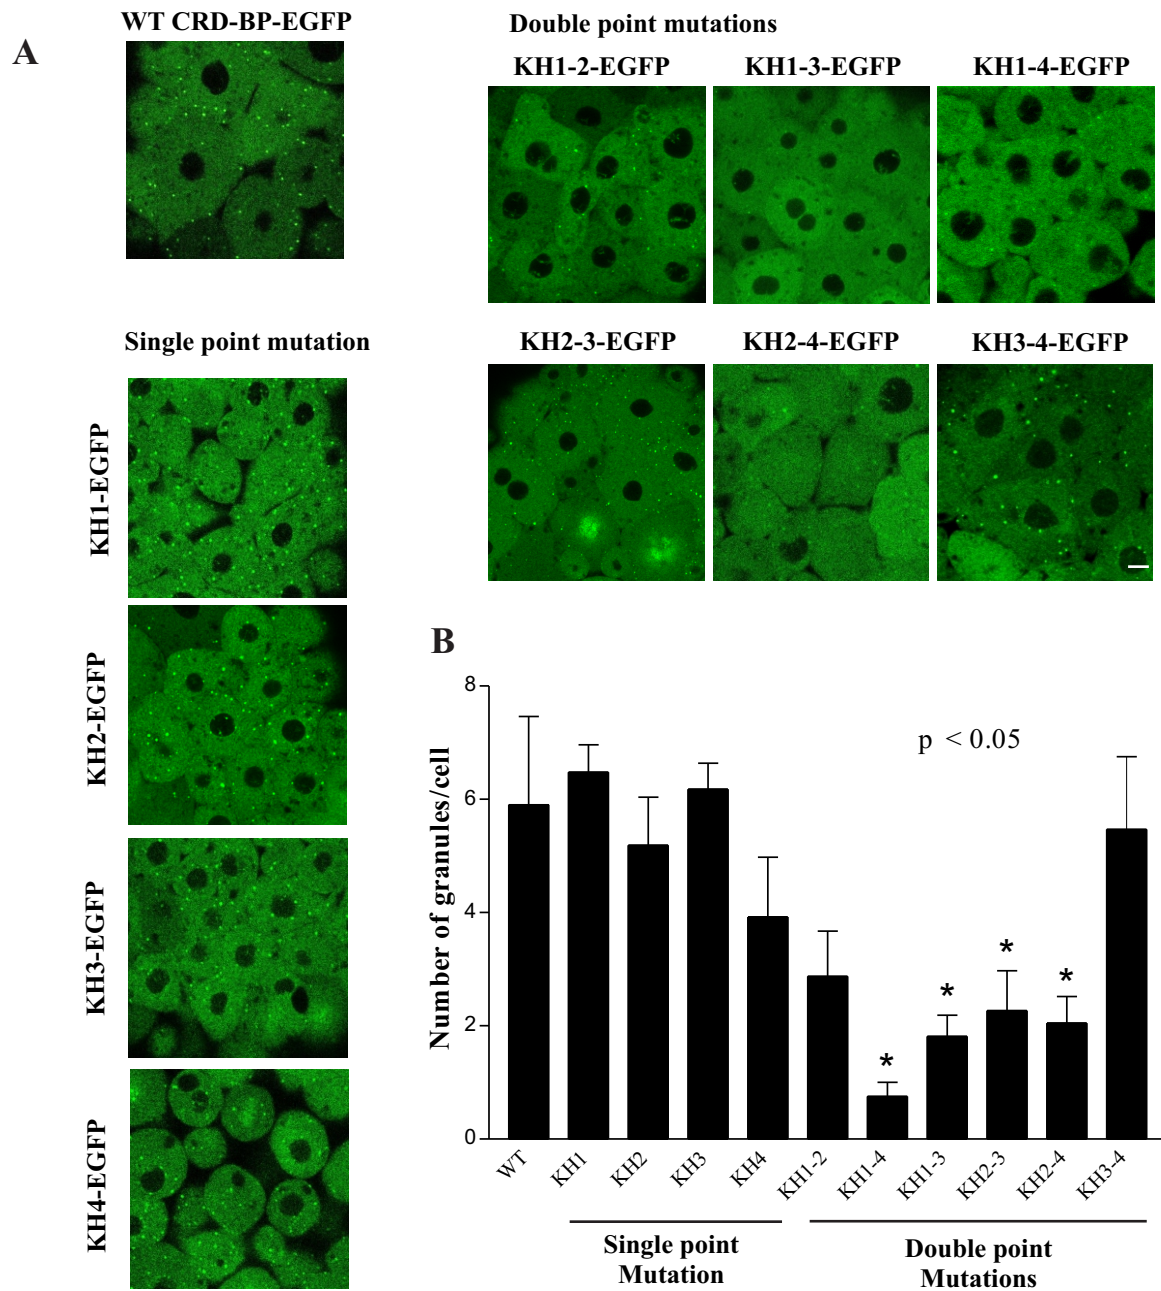 A
WT CRD-BP-EGFP
Double point mutations
KH1-2-EGFP
KH1-3-EGFP
KH1-4-EGFP
KH2-3-EGFP
KH2-4-EGFP
KH3-4-EGFP
Single point mutation
KH1-EGFP
KH2-EGFP
KH3-EGFP
KH4-EGFP
B
Number of granules/cell
8
6
4
2
0
p < 0.05
*
*
*
*
WT
KH1
KH2
KH3
KH4
KH1-2
KH1-4
KH1-3
KH2-3
KH2-4
KH3-4
Single point
Mutation
Double point
Mutations